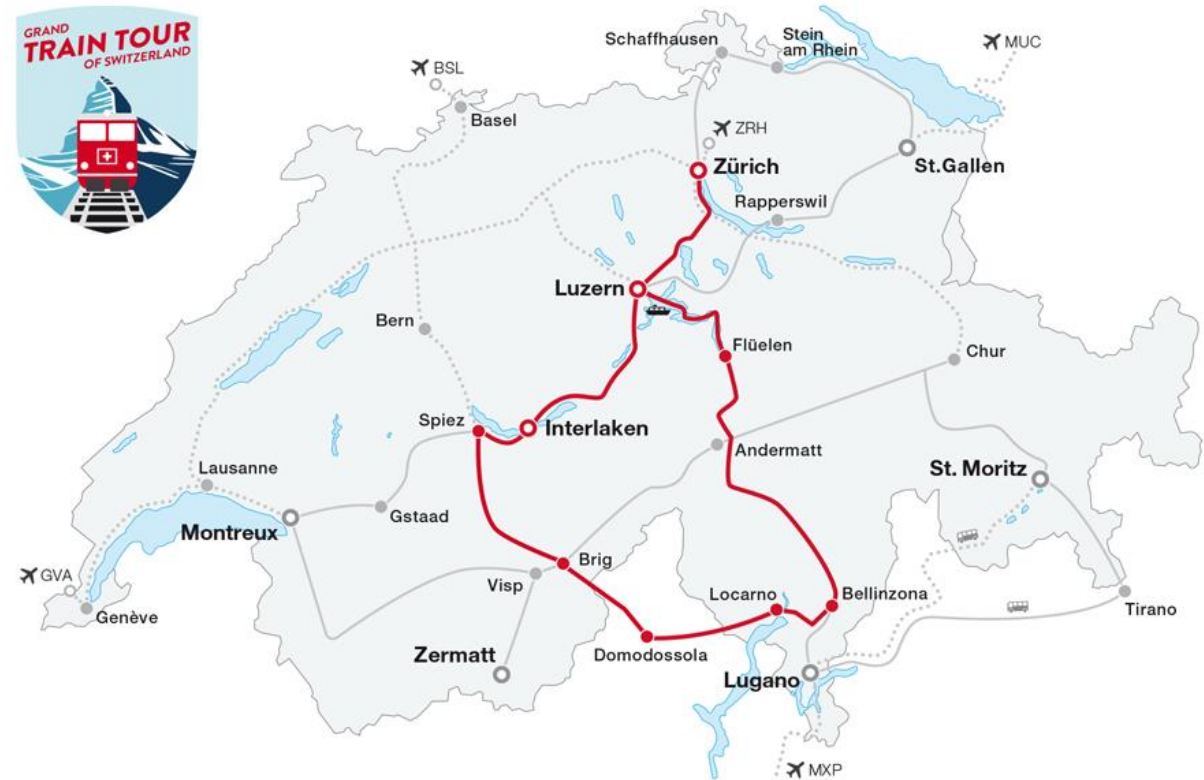 GRAND
TRAIN TOUR
OF SWITZERLAND
Schaffhausen
Stein
am Rhein
MUC
BSL
Basel
ZRH
Zürich
St.Gallen
Rapperswil
Luzern
Bern
Flüelen
Chur
Spiez
Interlaken
Andermatt
Lausanne
St. Moritz
Gstaad
Montreux
Brig
GVA
Visp
Locarno
Bellinzona
Genève
Tirano
Zermatt
Domodossola
Lugano
MXP